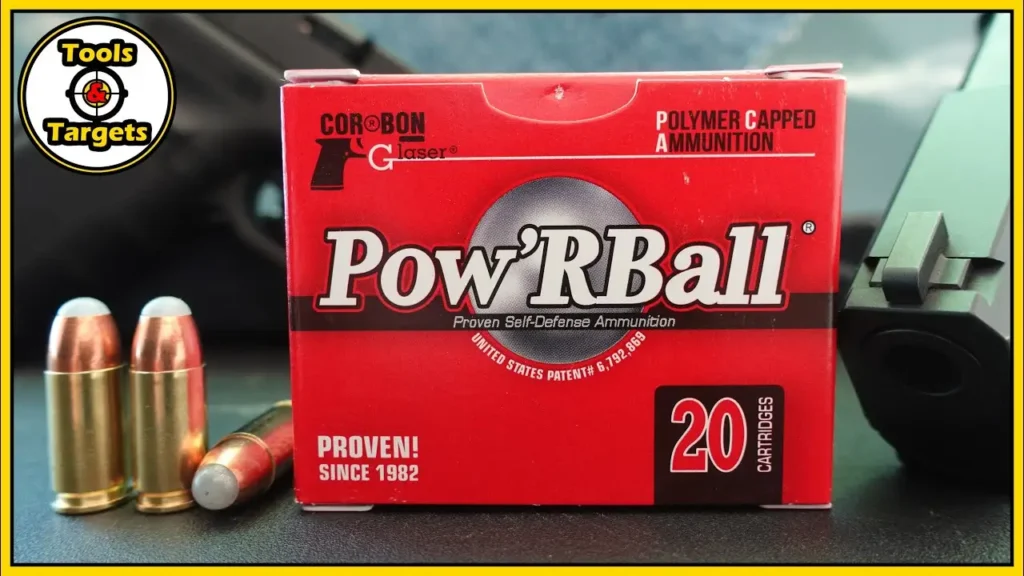 Tools
&
Targets
COR®BON
Glaser®
POLYMER CAPPED
AMMUNITION
Pow'RBall®
Proven Self-Defense Ammunition
UNITED STATES PATENT# 6,792,869
PROVEN!
SINCE 1982
20
CARTRIDGES